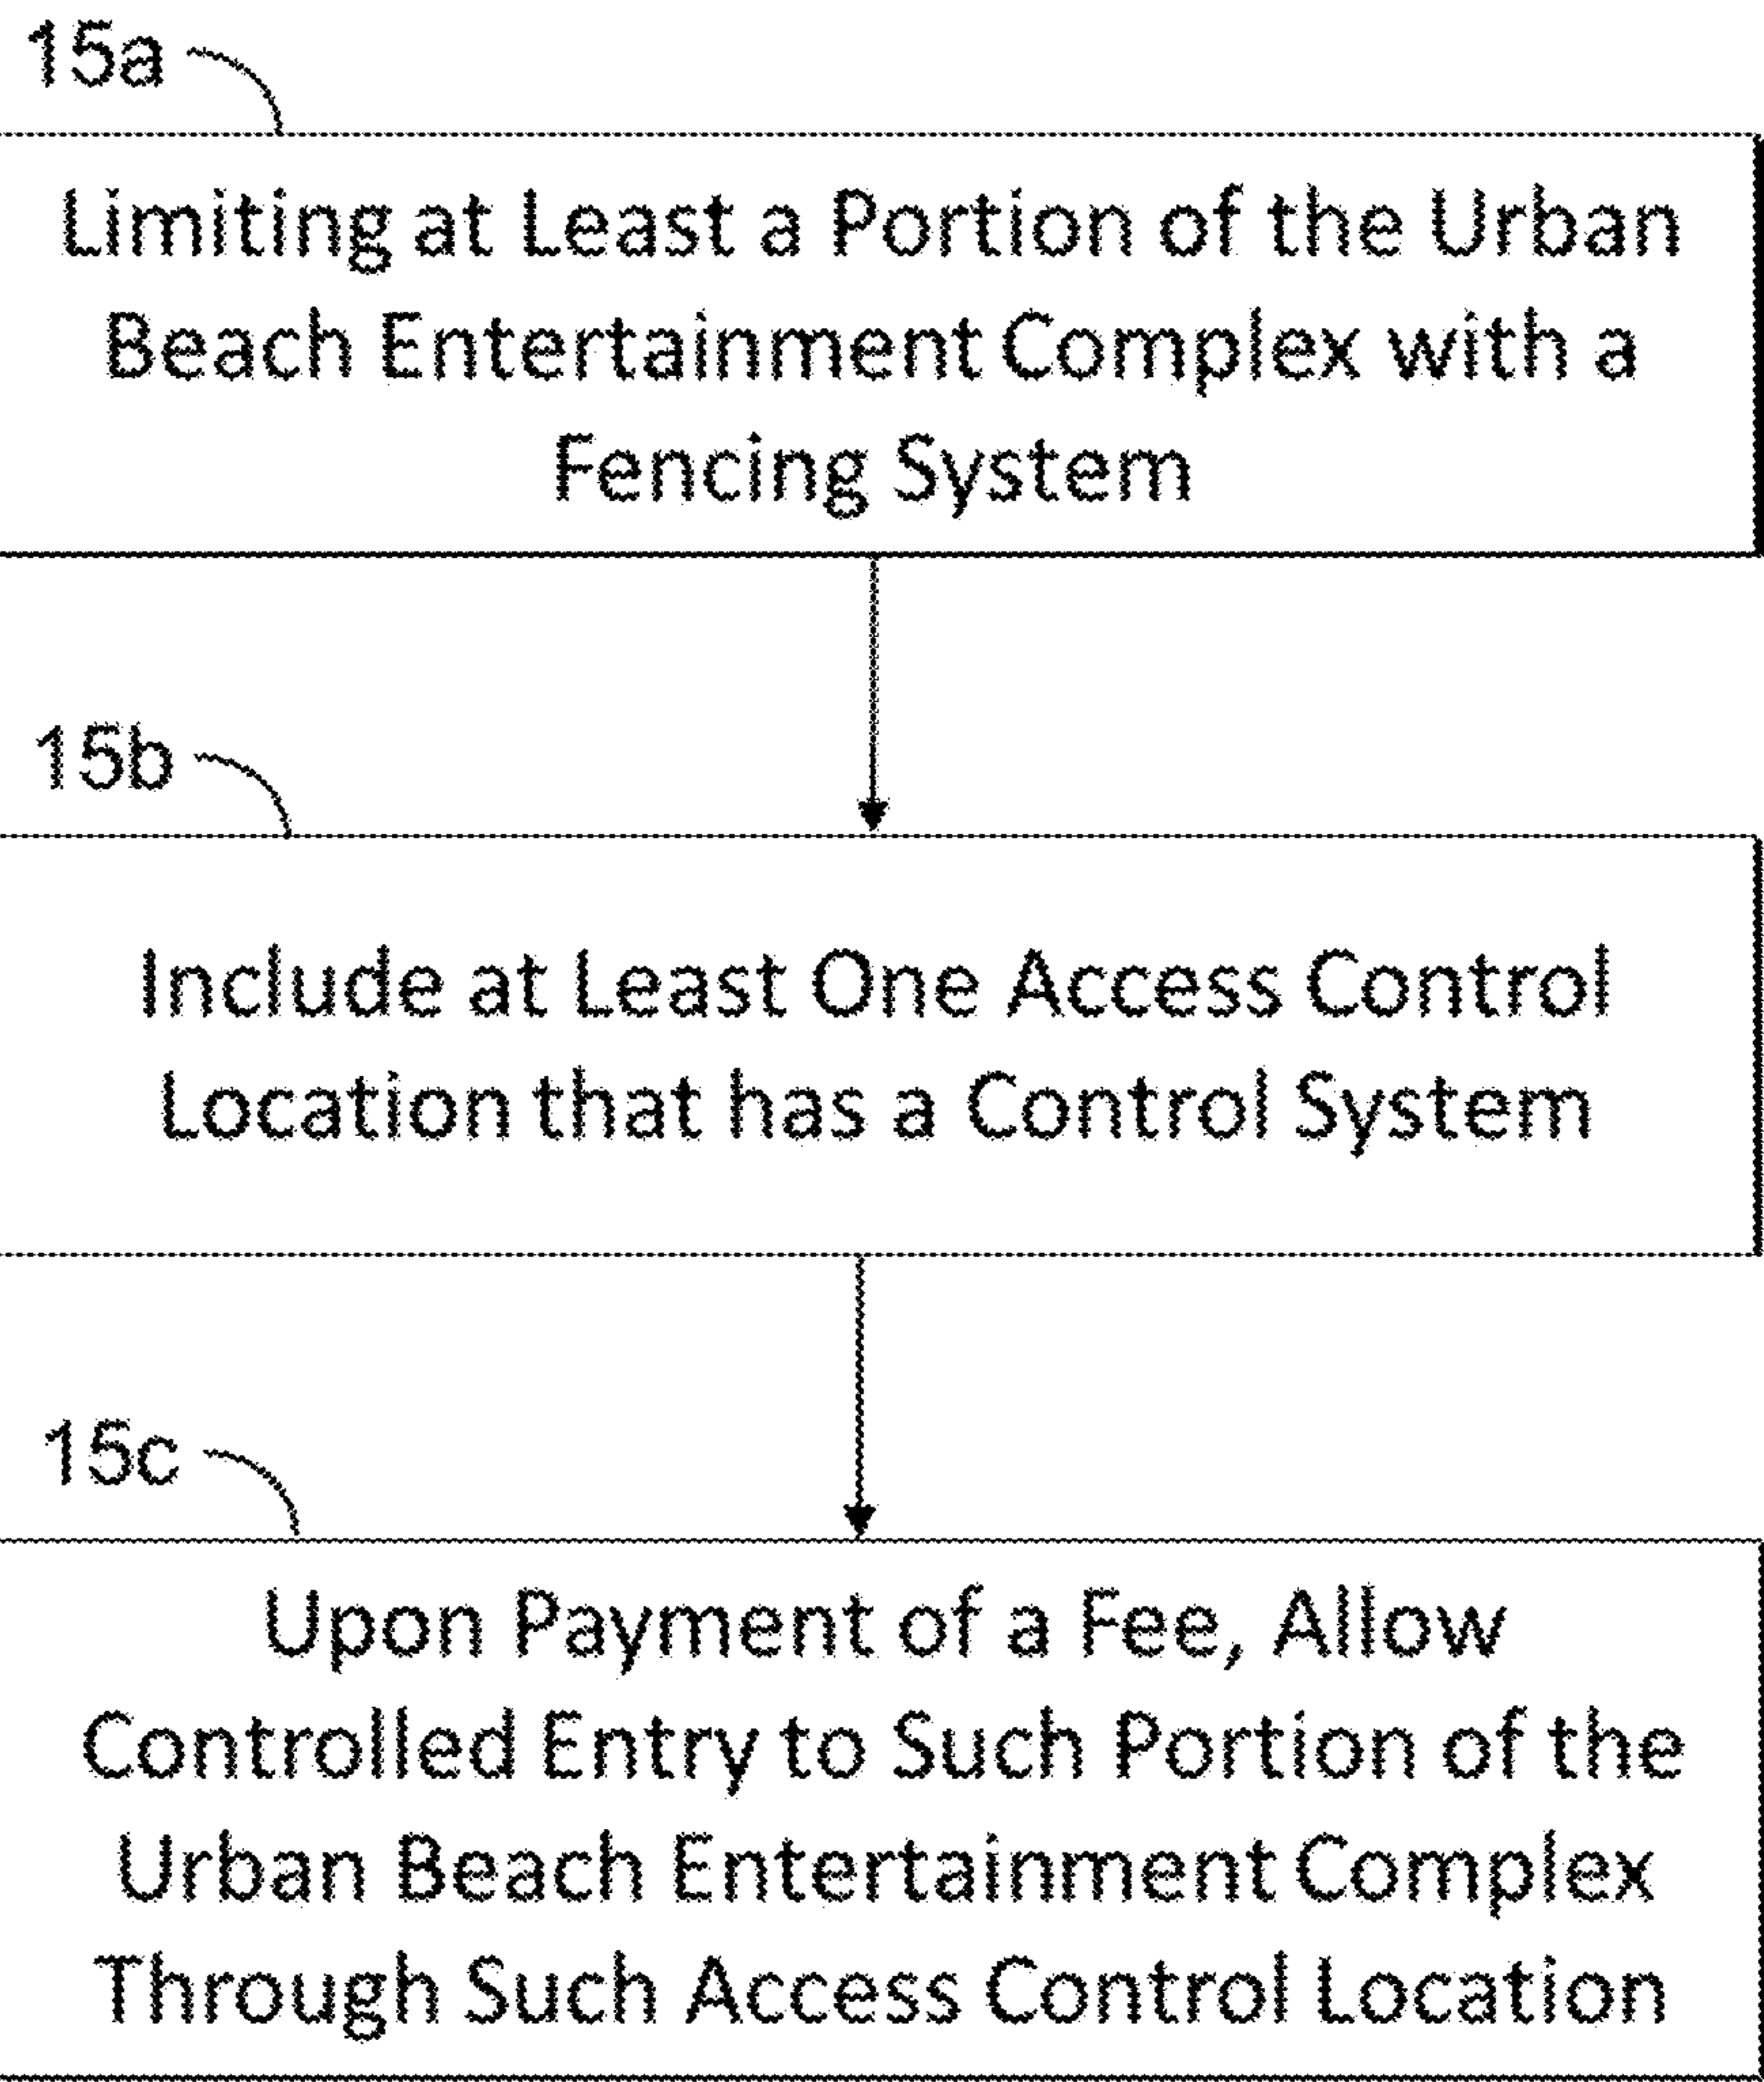 15a
Limiting at Least a Portion of the Urban
Beach Entertainment Complex with a
Fencing System
15b
Include at Least One Access Control
Location that has a Control System
15c
Upon Payment of a Fee, Allow
Controlled Entry to Such Portion of the
Urban Beach Entertainment Complex
Through Such Access Control Location